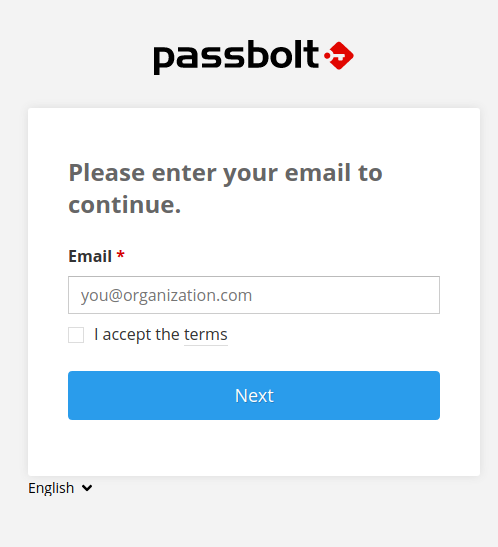 passbolt
Please enter your email to
continue.
Email *
you@organization.com
I accept the terms
Next
English